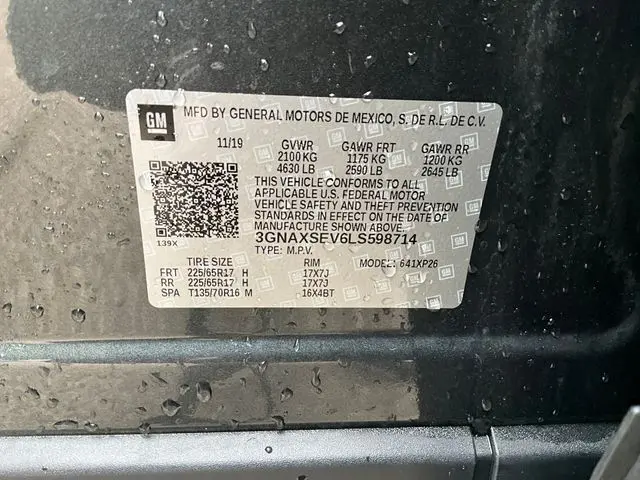 GM MFD BY GENERAL MOTORS DE MEXICO, S. DE R.L. DE C.V.
11/19 GVWR GAWR FRT GAWR RR
2100 KG 1175 KG 1200 KG
4630 LB 2590 LB 2645 LB
THIS VEHICLE CONFORMS TO ALL
APPLICABLE U.S. FEDERAL MOTOR
VEHICLE SAFETY AND THEFT PREVENTION
STANDARDS IN EFFECT ON THE DATE OF
MANUFACTURE SHOWN ABOVE.
139X 3GNAXSEV6LS598714
TYPE: M.P.V.
TIRE SIZE RIM MODEL: 641XP26
FRT 225/65R17 H 17X7J
RR 225/65R17 H 17X7J
SPA T135/70R16 M 16X4BT